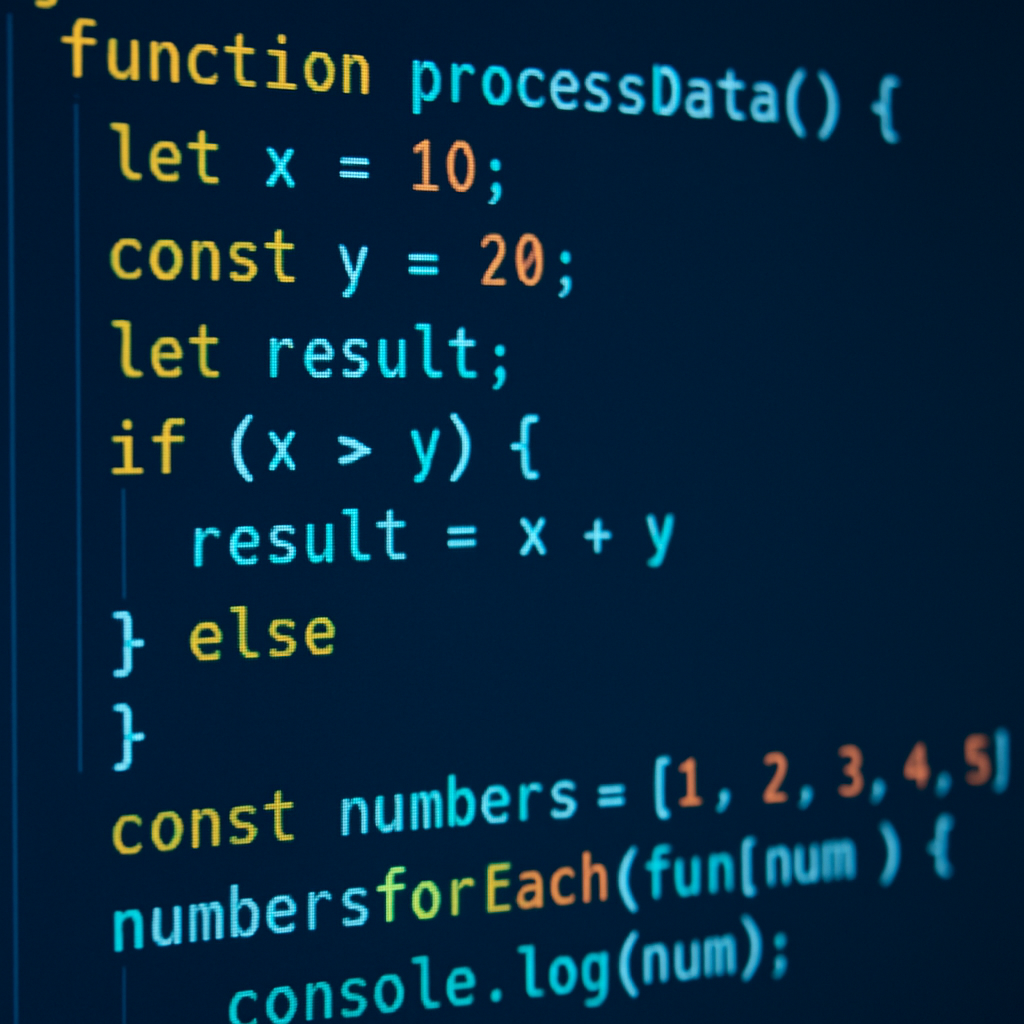 function processData() {
let x = 10;
const y = 20;
let result;
if (x > y) {
result = x + y
} else
}
const numbers = [1, 2, 3, 4, 5]
numbersforEach(fun[num ) {
console.log(num);